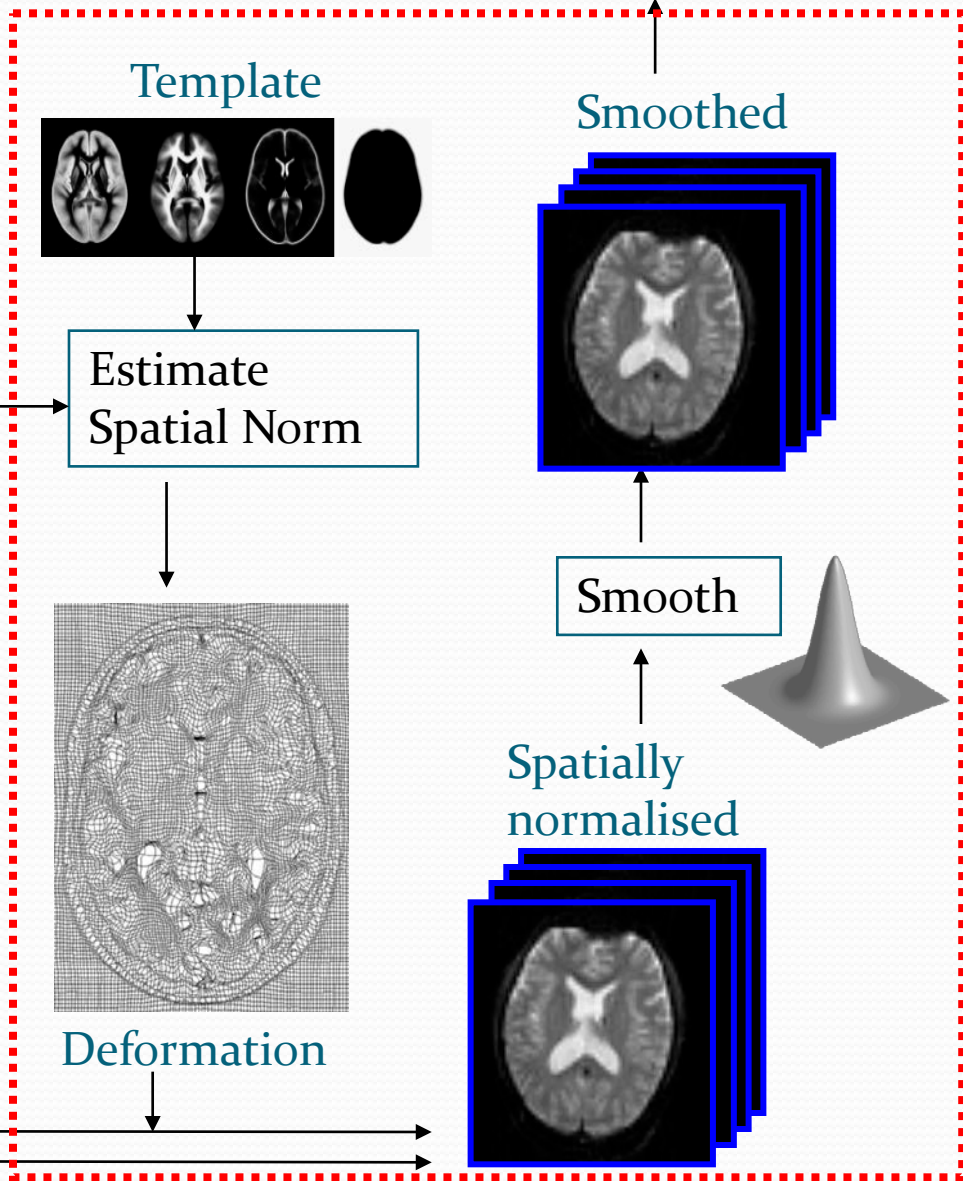 Template
Estimate
Spatial Norm
Deformation
Smoothed
Smooth
Spatially
normalised